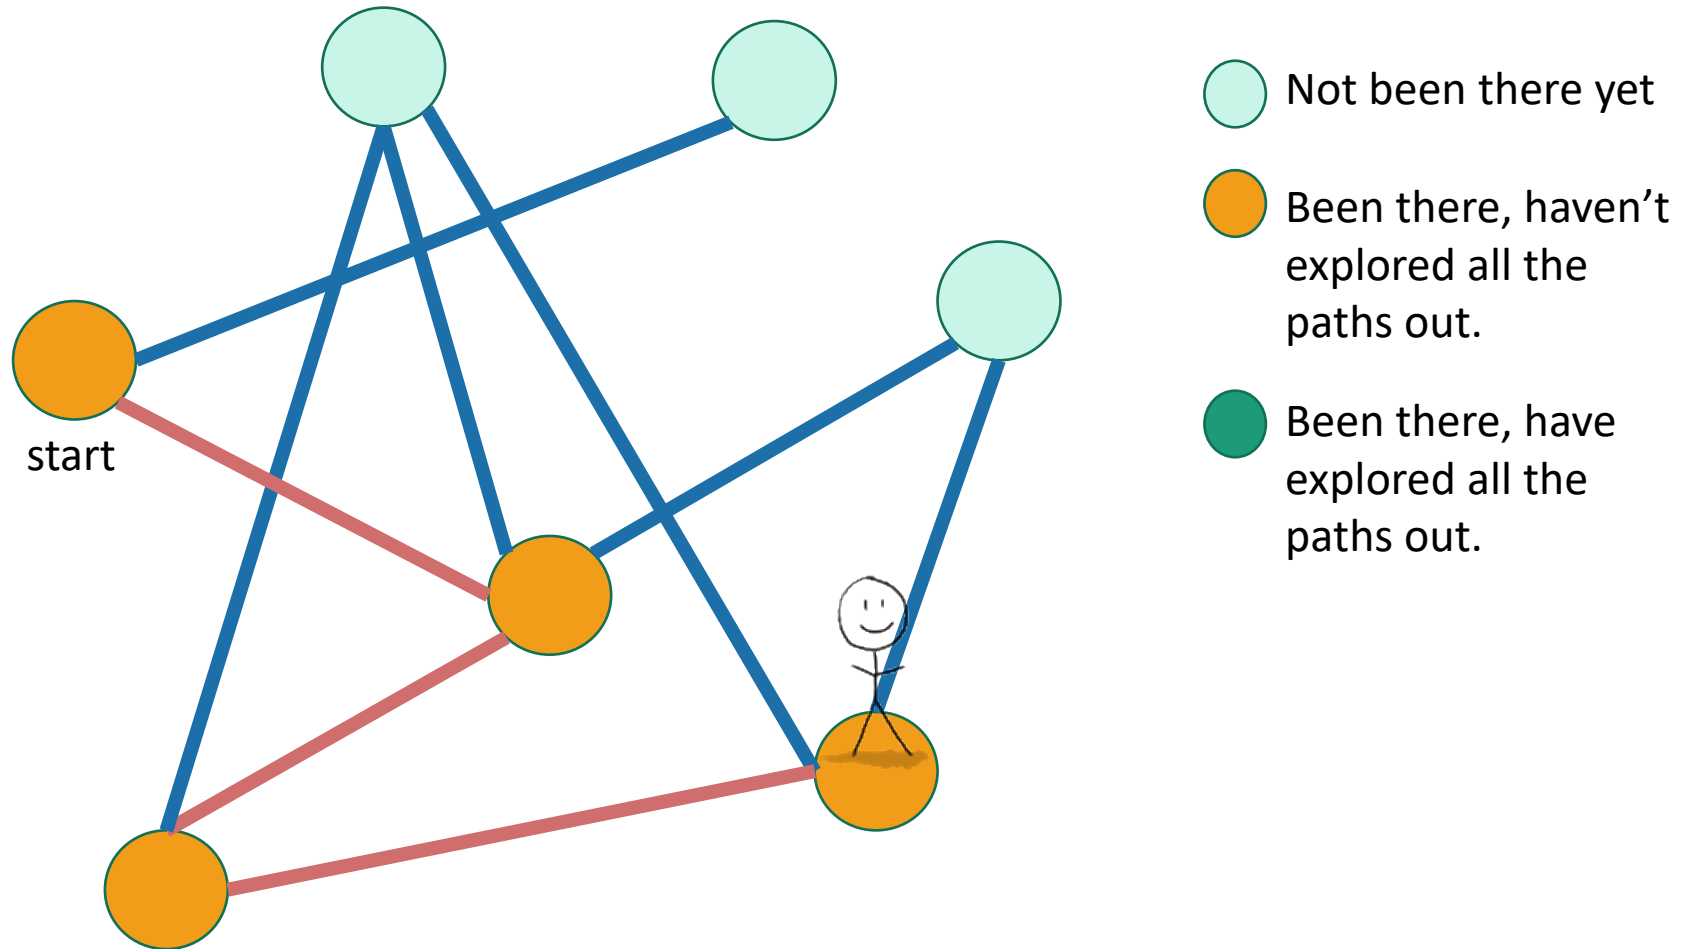 Not been there yet
Been there, haven’t
explored all the
paths out.
start
Been there, have
explored all the
paths out.